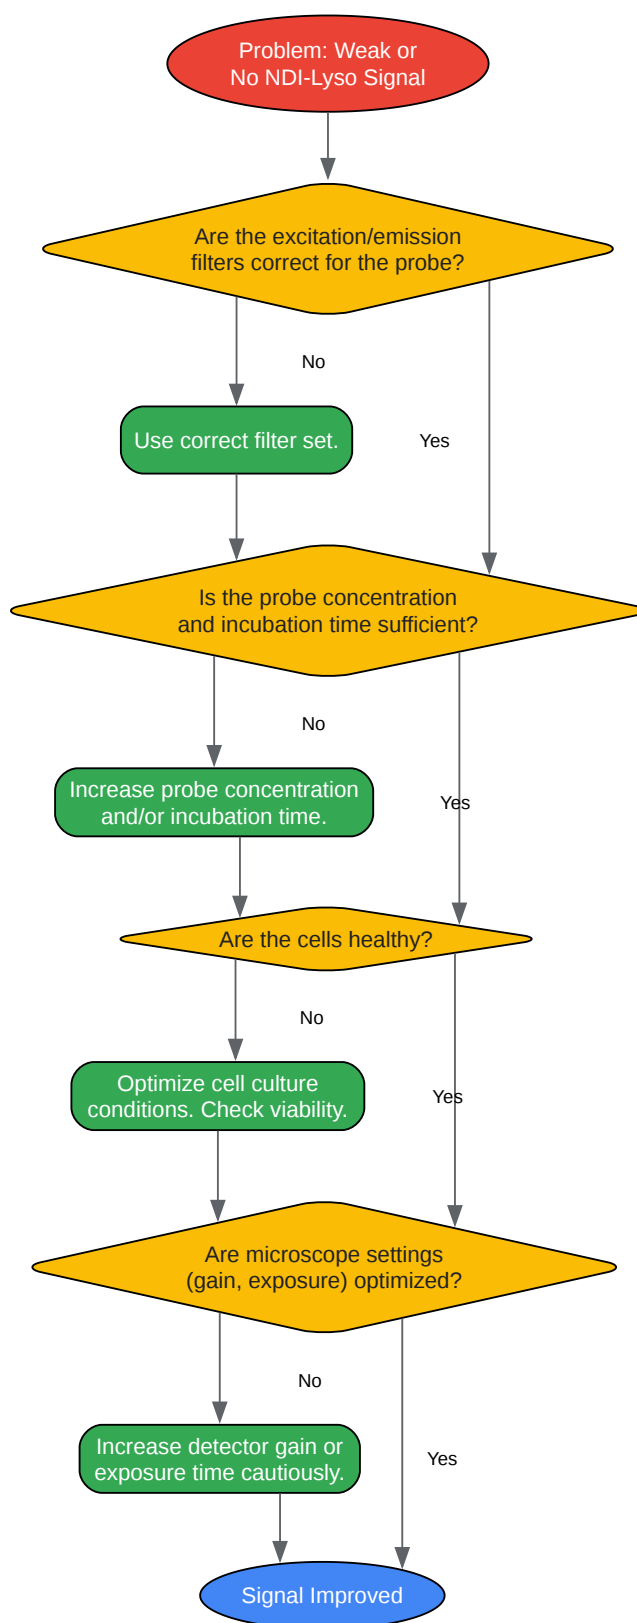 Problem: Weak or
No NDI-Lyso Signal
Are the excitation/emission
filters correct for the probe?
No
Use correct filter set.
Yes
Is the probe concentration
and incubation time sufficient?
No
Increase probe concentration
and/or incubation time.
Yes
Are the cells healthy?
No
Optimize cell culture
conditions. Check viability.
Yes
Are microscope settings
(gain, exposure) optimized?
No
Increase detector gain or
exposure time cautiously.
Yes
Signal Improved